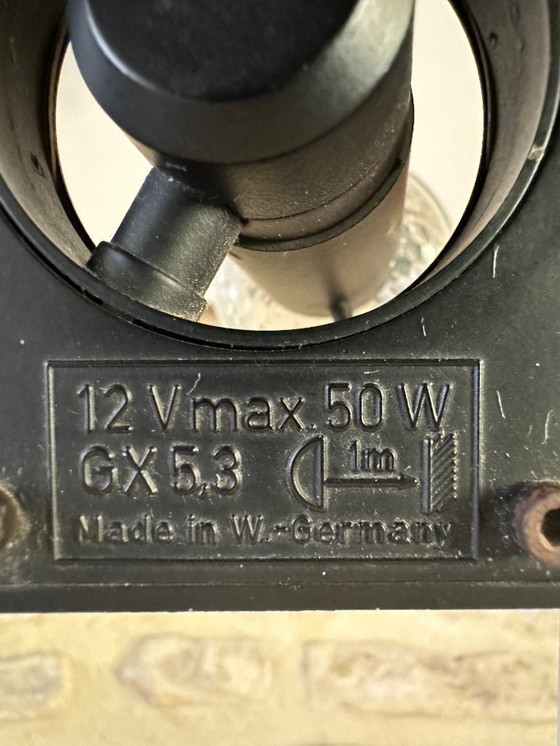 12 V max. 50 W
GX 5,3 1m
Made in W.-Germany